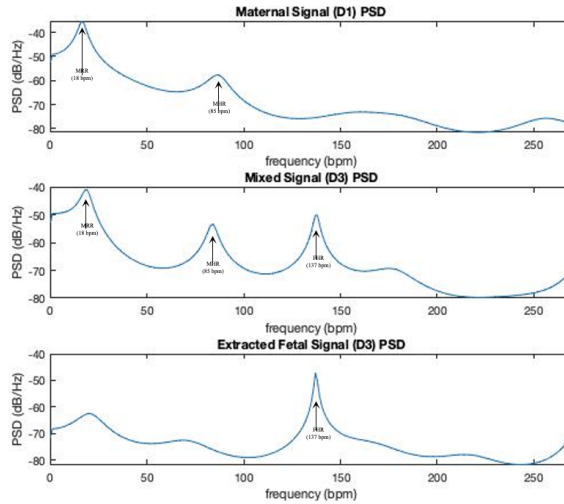 Maternal Signal (D1) PSD
-40
-50
-60
-70
-80
PSD (dB/Hz)
MRR
(18 bpm)
MHR
(85 bpm)
0
50
100
150
200
250
frequency (bpm)
Mixed Signal (D3) PSD
-40
-50
-60
-70
-80
PSD (dB/Hz)
MRR
(18 bpm)
MHR
(85 bpm)
FHR
(137 bpm)
0
50
100
150
200
250
frequency (bpm)
Extracted Fetal Signal (D3) PSD
-40
-50
-60
-70
-80
PSD (dB/Hz)
FHR
(137 bpm)
0
50
100
150
200
250
frequency (bpm)